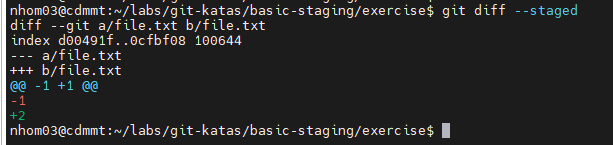 nhom03@cdmmt:~/labs/git-katas/basic-staging/exercise$ git diff --staged
diff --git a/file.txt b/file.txt
index d00491f..0cfbf08 100644
--- a/file.txt
+++ b/file.txt
@@ -1 +1 @@
-1
+2
nhom03@cdmmt:~/labs/git-katas/basic-staging/exercise$